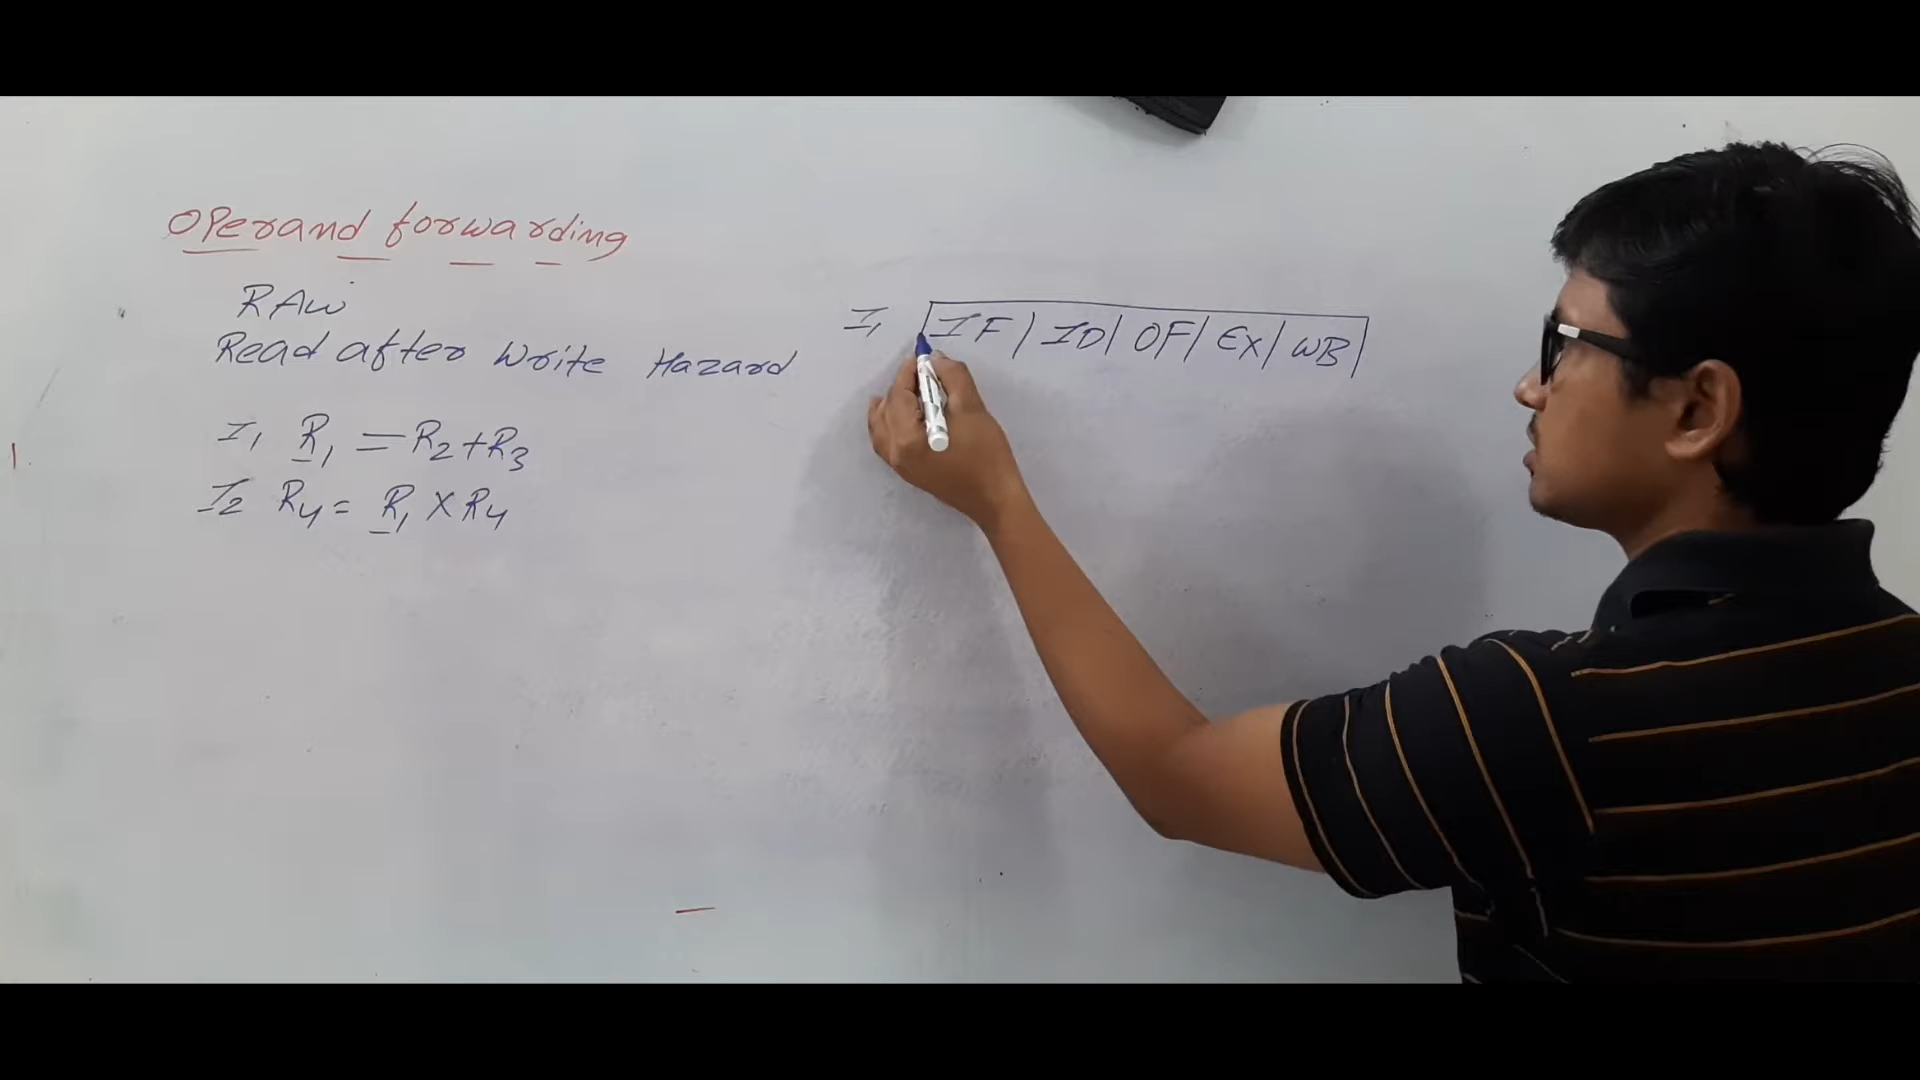 Operand forwarding
RAW
Read after Write Hazard
I1 R1 = R2+R3
I2 R4 = R1 X R4
I1 IF | ID | OF | EX | WB |